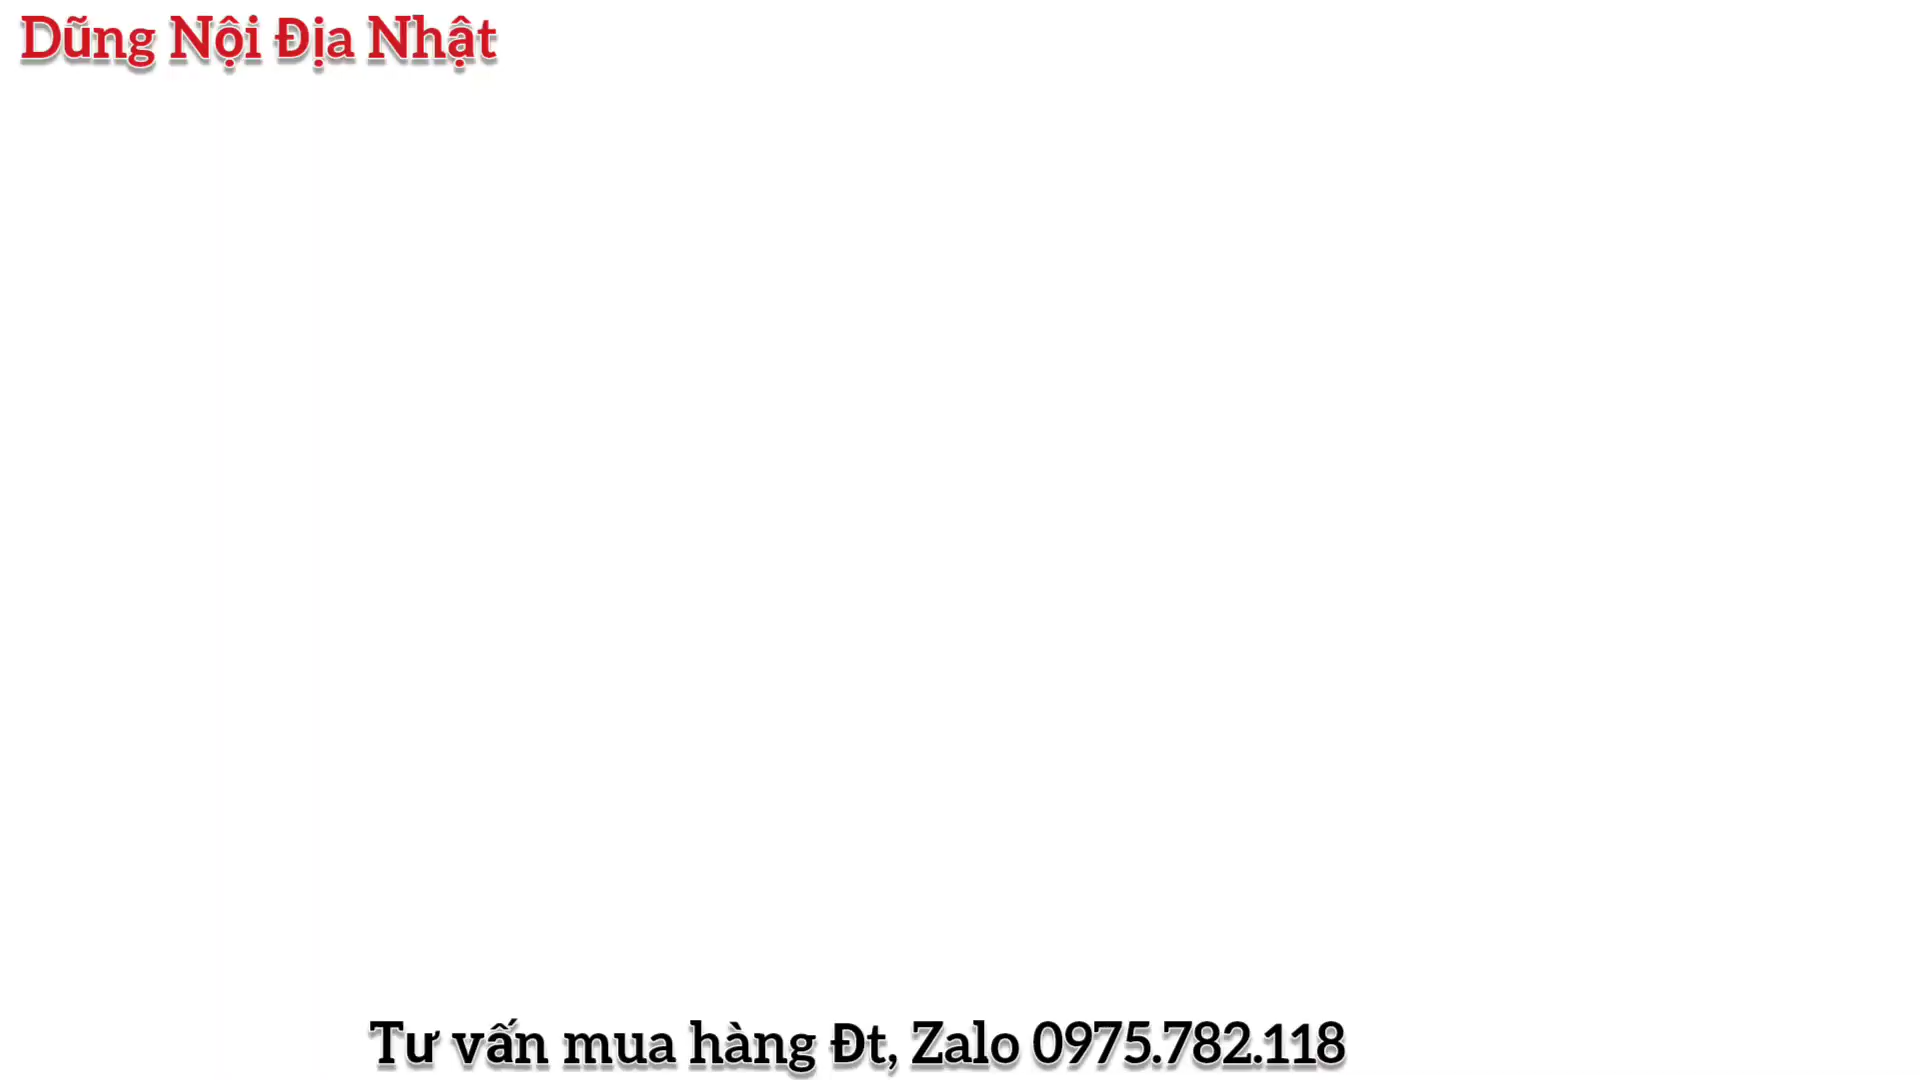 Dũng Nội Địa Nhật
Tư vấn mua hàng Đt, Zalo 0975.782.118